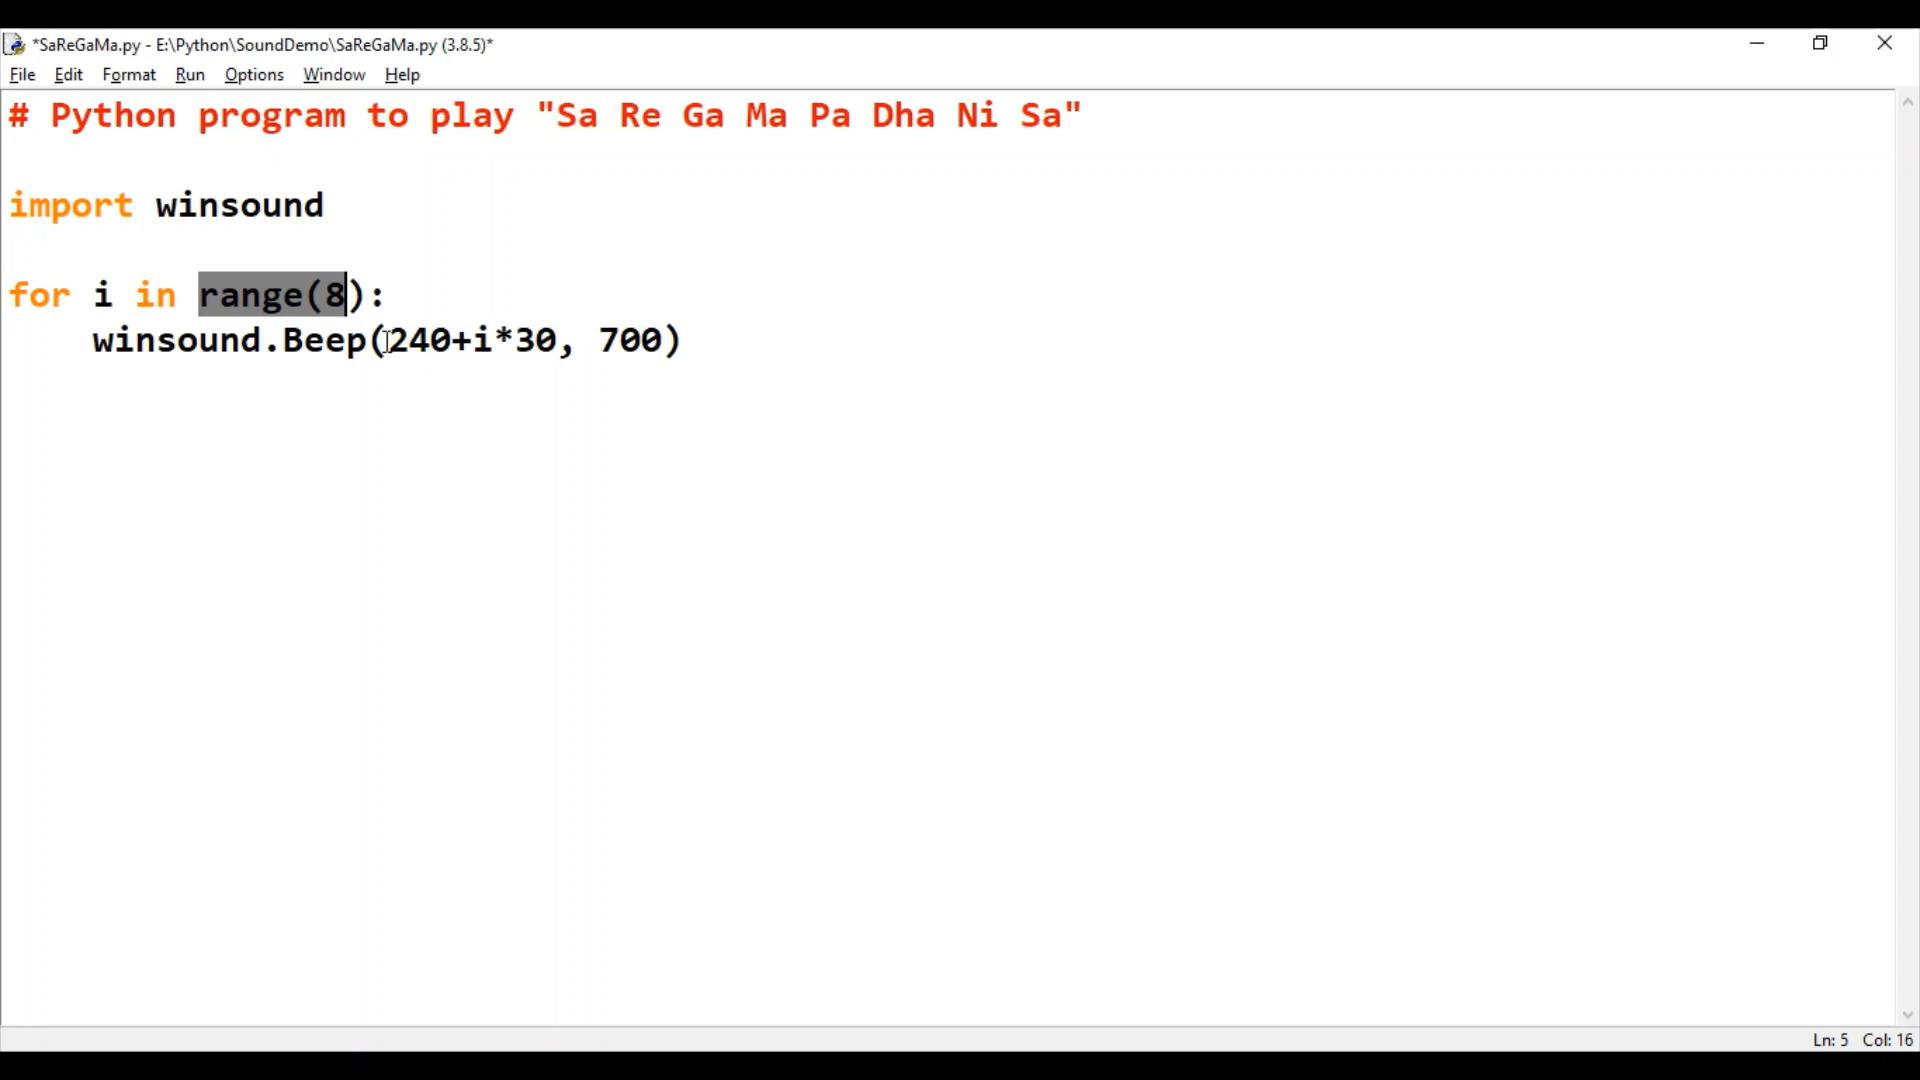 *SaReGaMa.py - E:\Python\SoundDemo\SaReGaMa.py (3.8.5)*
File Edit Format Run Options Window Help
# Python program to play "Sa Re Ga Ma Pa Dha Ni Sa"
import winsound
for i in range(8):
    winsound.Beep(240+i*30, 700)
Ln: 5 Col: 16